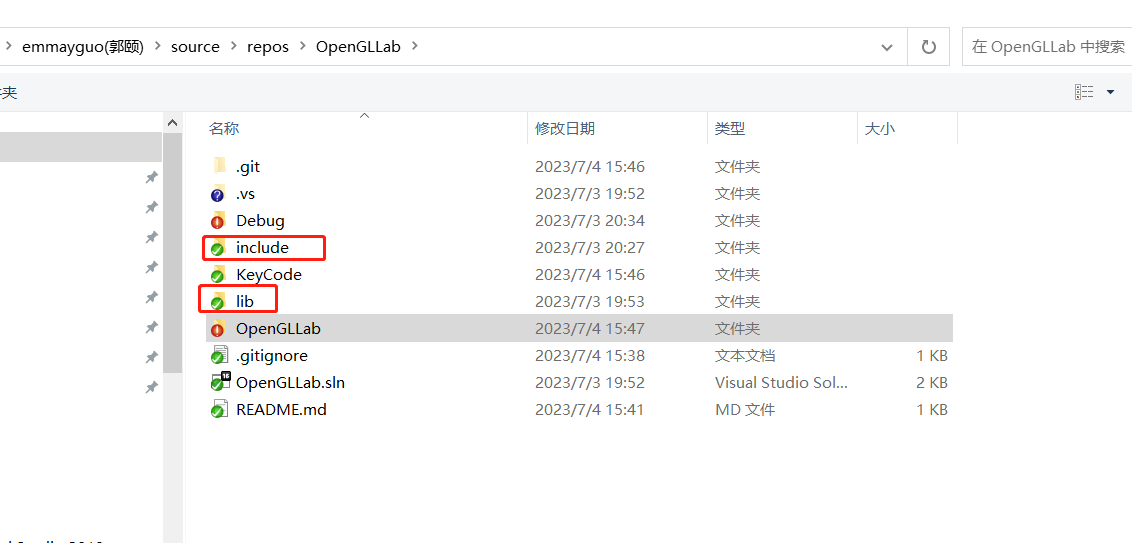 emmayguo(郭颐) > source > repos > OpenGLLab >
在 OpenGLLab 中搜索
夹
名称 修改日期 类型 大小
.git 2023/7/4 15:46 文件夹
.vs 2023/7/3 19:52 文件夹
Debug 2023/7/3 20:34 文件夹
include 2023/7/3 20:27 文件夹
KeyCode 2023/7/4 15:46 文件夹
lib 2023/7/3 19:53 文件夹
OpenGLLab 2023/7/4 15:47 文件夹
.gitignore 2023/7/4 15:38 文本文档 1 KB
OpenGLLab.sln 2023/7/3 19:52 Visual Studio Sol... 2 KB
README.md 2023/7/4 15:41 MD 文件 1 KB